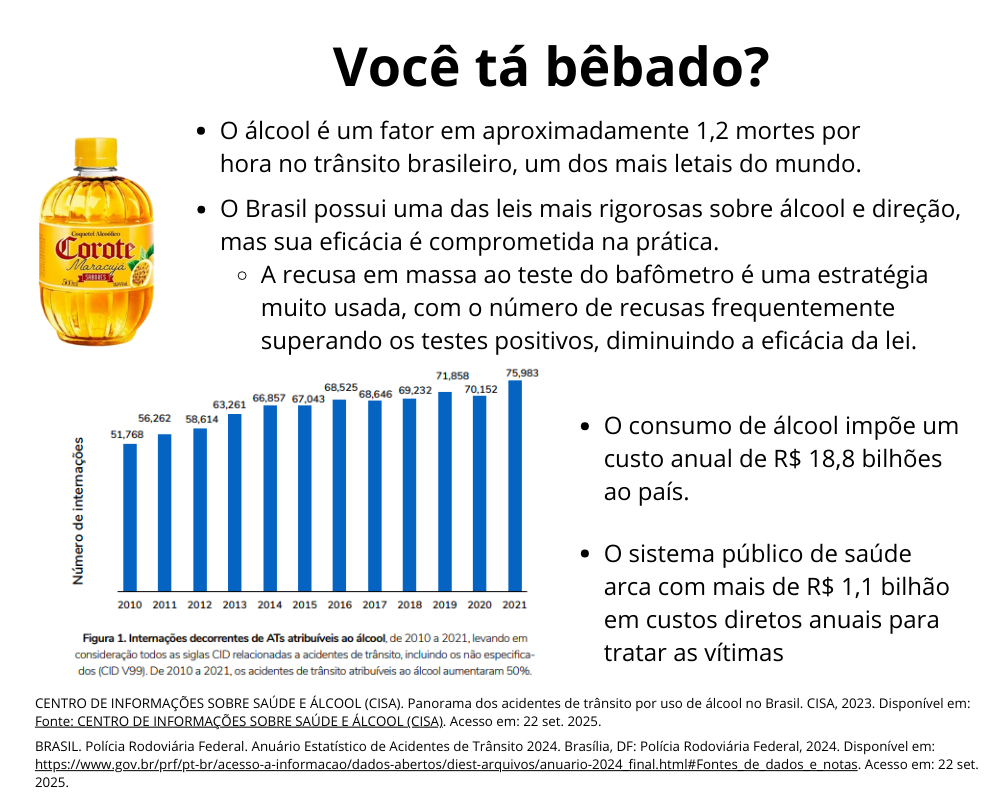 Você tá bêbado?
• O álcool é um fator em aproximadamente 1,2 mortes por
hora no trânsito brasileiro, um dos mais letais do mundo.
• O Brasil possui uma das leis mais rigorosas sobre álcool e direção,
mas sua eficácia é comprometida na prática.
◦ A recusa em massa ao teste do bafômetro é uma estratégia
muito usada, com o número de recusas frequentemente
superando os testes positivos, diminuindo a eficácia da lei.
Coquetel Alcoólico
Corote
Maracujá
SABORES
500ml
Número de internações
51,768
56,262
58,614
63,261
66,857
67,043
68,525
68,646
69,232
71,858
70,152
75,983
2010 2011 2012 2013 2014 2015 2016 2017 2018 2019 2020 2021
Figura 1. Internações decorrentes de ATs atribuíveis ao álcool, de 2010 a 2021, levando em
consideração todos as siglas CID relacionadas a acidentes de trânsito, incluindo os não especifica-
dos (CID V99). De 2010 a 2021, os acidentes de trânsito atribuíveis ao álcool aumentaram 50%.
• O consumo de álcool impõe um
custo anual de R$ 18,8 bilhões
ao país.
• O sistema público de saúde
arca com mais de R$ 1,1 bilhão
em custos diretos anuais para
tratar as vítimas
CENTRO DE INFORMAÇÕES SOBRE SAÚDE E ÁLCOOL (CISA). Panorama dos acidentes de trânsito por uso de álcool no Brasil. CISA, 2023. Disponível em:
Fonte: CENTRO DE INFORMAÇÕES SOBRE SAÚDE E ÁLCOOL (CISA). Acesso em: 22 set. 2025.
BRASIL. Polícia Rodoviária Federal. Anuário Estatístico de Acidentes de Trânsito 2024. Brasília, DF: Polícia Rodoviária Federal, 2024. Disponível em:
https://www.gov.br/prf/pt-br/acesso-a-informacao/dados-abertos/diest-arquivos/anuario-2024_final.html#Fontes_de_dados_e_notas. Acesso em: 22 set.
2025.